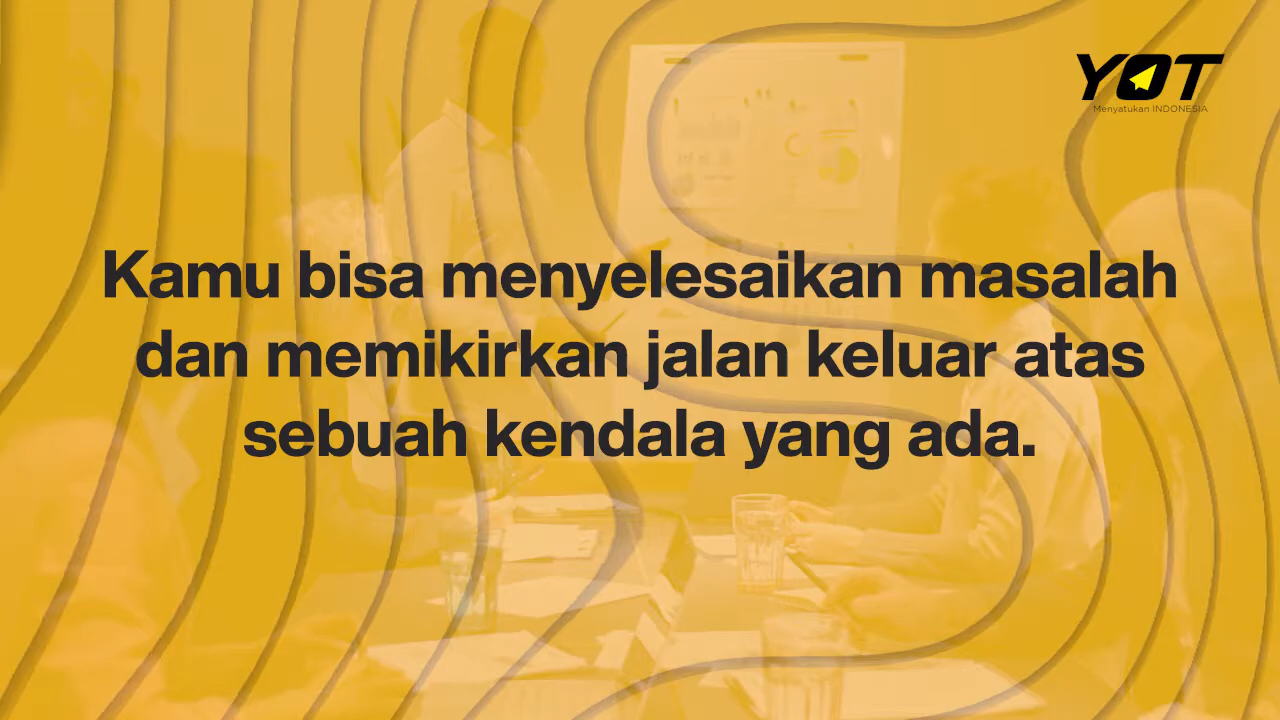 YOT
Menyatukan INDONESIA
Kamu bisa menyelesaikan masalah
dan memikirkan jalan keluar atas
sebuah kendala yang ada.